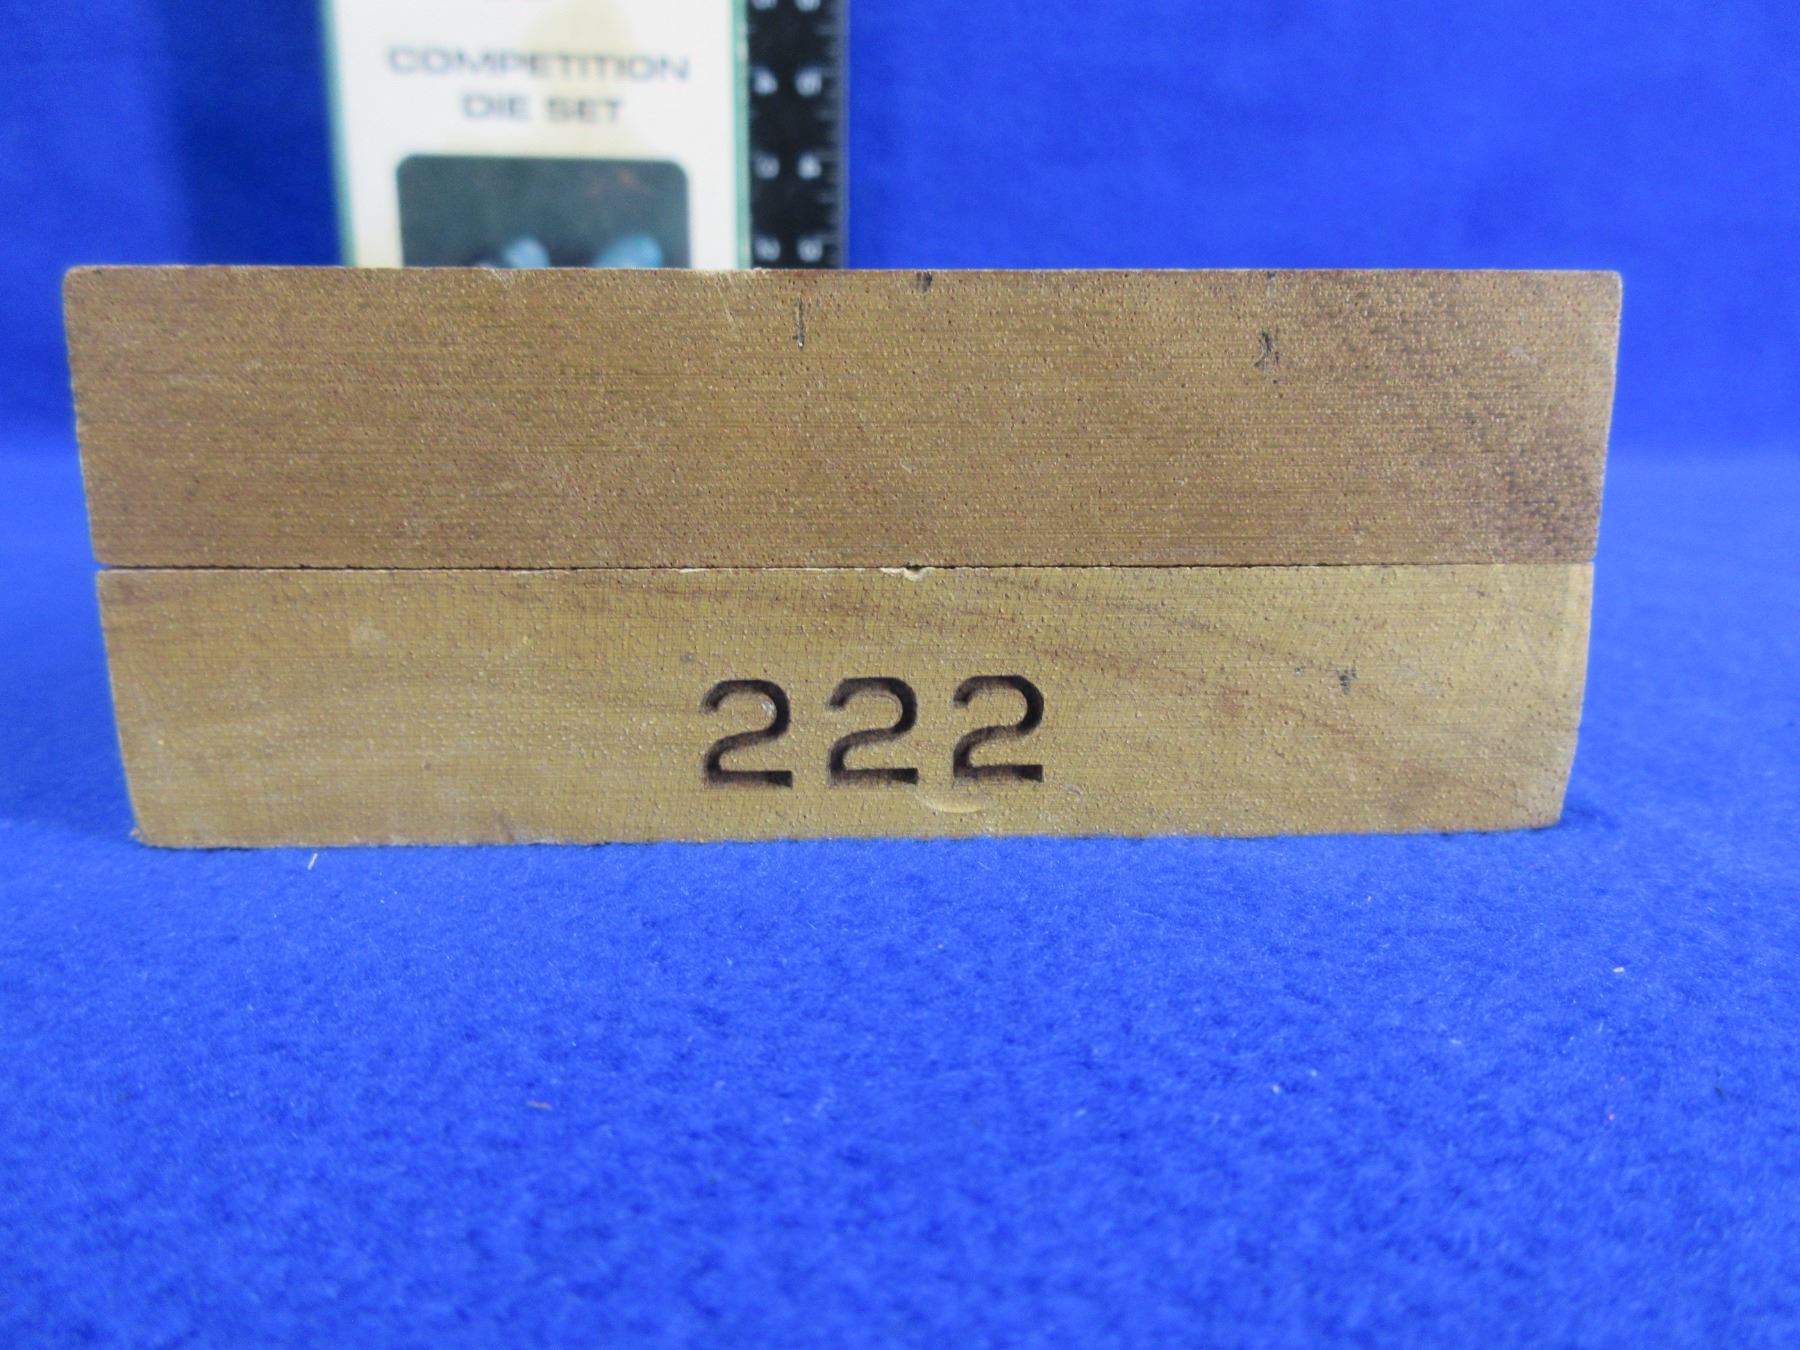 COMPETITION
DIE SET
222